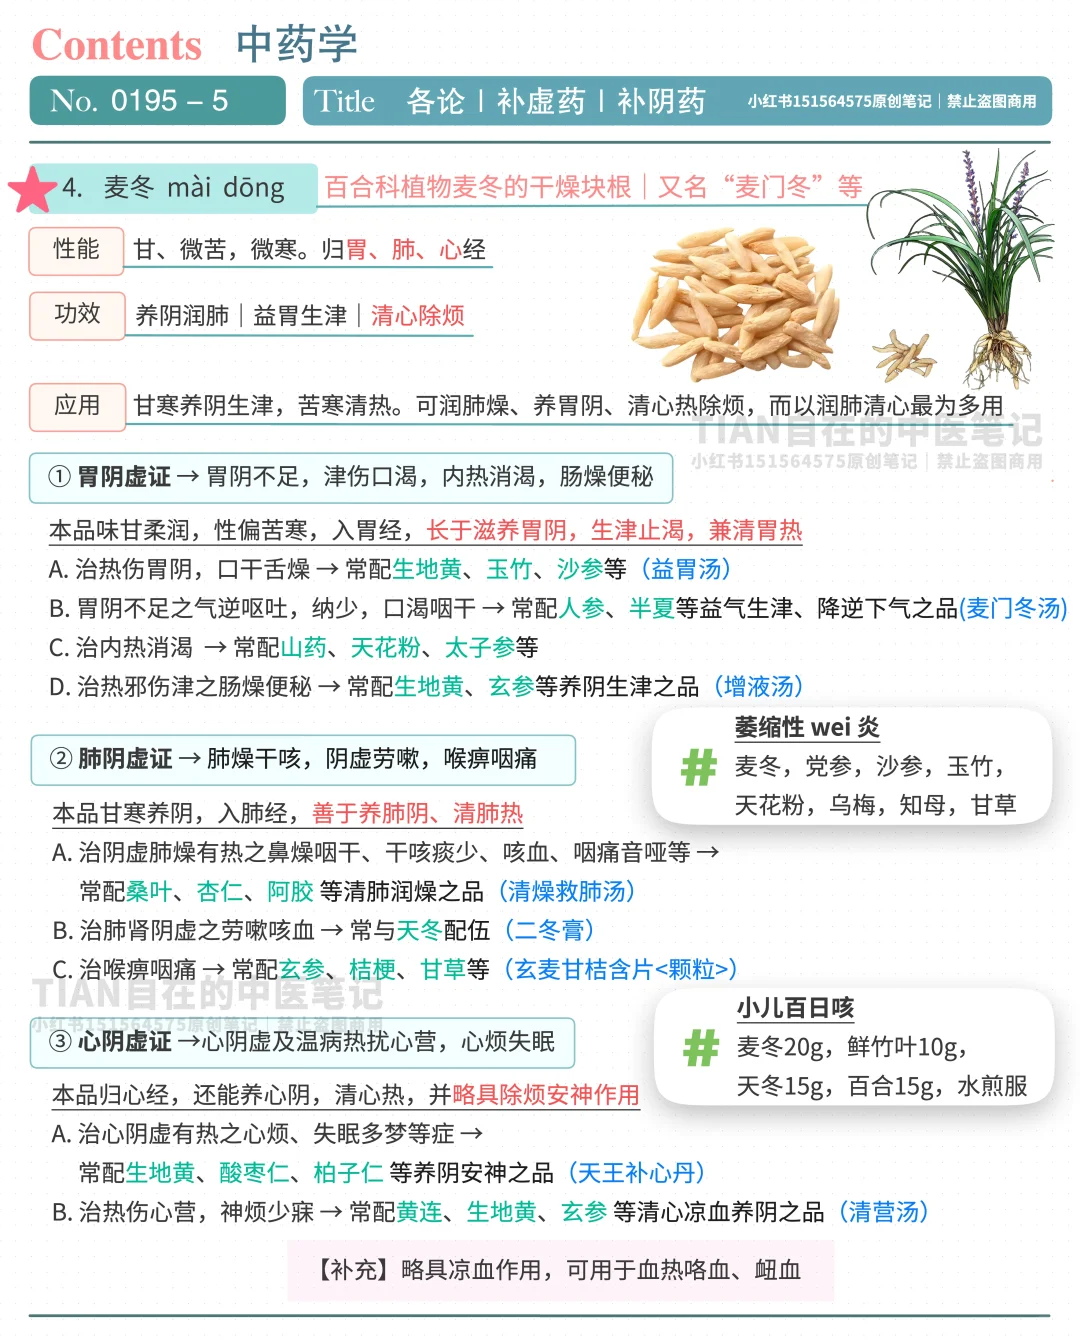 Contents 中药学
No. 0195 – 5
Title 各论 | 补虚药 | 补阴药 小红书151564575原创笔记｜禁止盗图商用
4. 麦冬 mài dōng 百合科植物麦冬的干燥块根｜又名“麦门冬”等
性能 甘、微苦，微寒。归胃、肺、心经
功效 养阴润肺｜益胃生津｜清心除烦
应用 甘寒养阴生津，苦寒清热。可润肺燥、养胃阴、清心热除烦，而以润肺清心最为多用
TIAN自在的中医笔记
小红书151564575原创笔记｜禁止盗图商用
① 胃阴虚证 → 胃阴不足，津伤口渴，内热消渴，肠燥便秘
本品味甘柔润，性偏苦寒，入胃经，长于滋养胃阴，生津止渴，兼清胃热
A. 治热伤胃阴，口干舌燥 → 常配生地黄、玉竹、沙参等（益胃汤）
B. 胃阴不足之气逆呕吐，纳少，口渴咽干 → 常配人参、半夏等益气生津、降逆下气之品(麦门冬汤)
C. 治内热消渴 → 常配山药、天花粉、太子参等
D. 治热邪伤津之肠燥便秘 → 常配生地黄、玄参等养阴生津之品（增液汤）
# 萎缩性 wei 炎
麦冬，党参，沙参，玉竹，
天花粉，乌梅，知母，甘草
② 肺阴虚证 → 肺燥干咳，阴虚劳嗽，喉痹咽痛
本品甘寒养阴，入肺经，善于养肺阴、清肺热
A. 治阴虚肺燥有热之鼻燥咽干、干咳痰少、咳血、咽痛音哑等 →
常配桑叶、杏仁、阿胶 等清肺润燥之品（清燥救肺汤）
B. 治肺肾阴虚之劳嗽咳血 → 常与天冬配伍（二冬膏）
C. 治喉痹咽痛 → 常配玄参、桔梗、甘草等（玄麦甘桔含片<颗粒>）
TIAN自在的中医笔记
小红书151564575原创笔记｜禁止盗图商用
# 小儿百日咳
麦冬20g，鲜竹叶10g，
天冬15g，百合15g，水煎服
③ 心阴虚证 →心阴虚及温病热扰心营，心烦失眠
本品归心经，还能养心阴，清心热，并略具除烦安神作用
A. 治心阴虚有热之心烦、失眠多梦等症 →
常配生地黄、酸枣仁、柏子仁 等养阴安神之品（天王补心丹）
B. 治热伤心营，神烦少寐 → 常配黄连、生地黄、玄参 等清心凉血养阴之品（清营汤）
【补充】略具凉血作用，可用于血热咯血、衄血